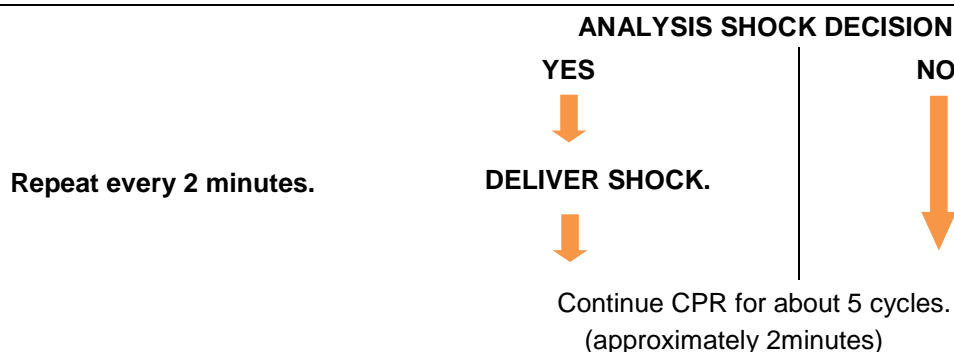 ANALYSIS SHOCK DECISION
YES NO
Repeat every 2 minutes. DELIVER SHOCK.
Continue CPR for about 5 cycles.
(approximately 2minutes)